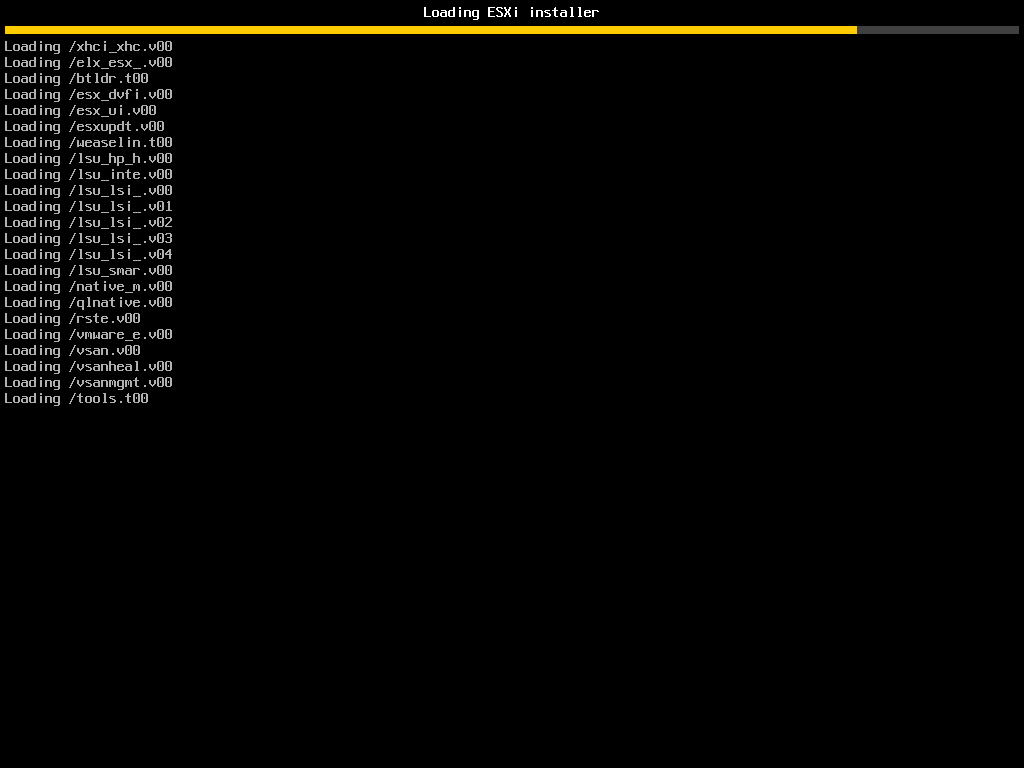 Loading ESXi installer
Loading /xhci_xhc.v00
Loading /elx_esx_.v00
Loading /btldr.t00
Loading /esx_dvfi.v00
Loading /esx_ui.v00
Loading /esxupdt.v00
Loading /weaselin.t00
Loading /lsu_hp_h.v00
Loading /lsu_inte.v00
Loading /lsu_lsi_.v00
Loading /lsu_lsi_.v01
Loading /lsu_lsi_.v02
Loading /lsu_lsi_.v03
Loading /lsu_lsi_.v04
Loading /lsu_smar.v00
Loading /native_m.v00
Loading /qlnative.v00
Loading /rste.v00
Loading /vmware_e.v00
Loading /vsan.v00
Loading /vsanheal.v00
Loading /vsanmgmt.v00
Loading /tools.t00